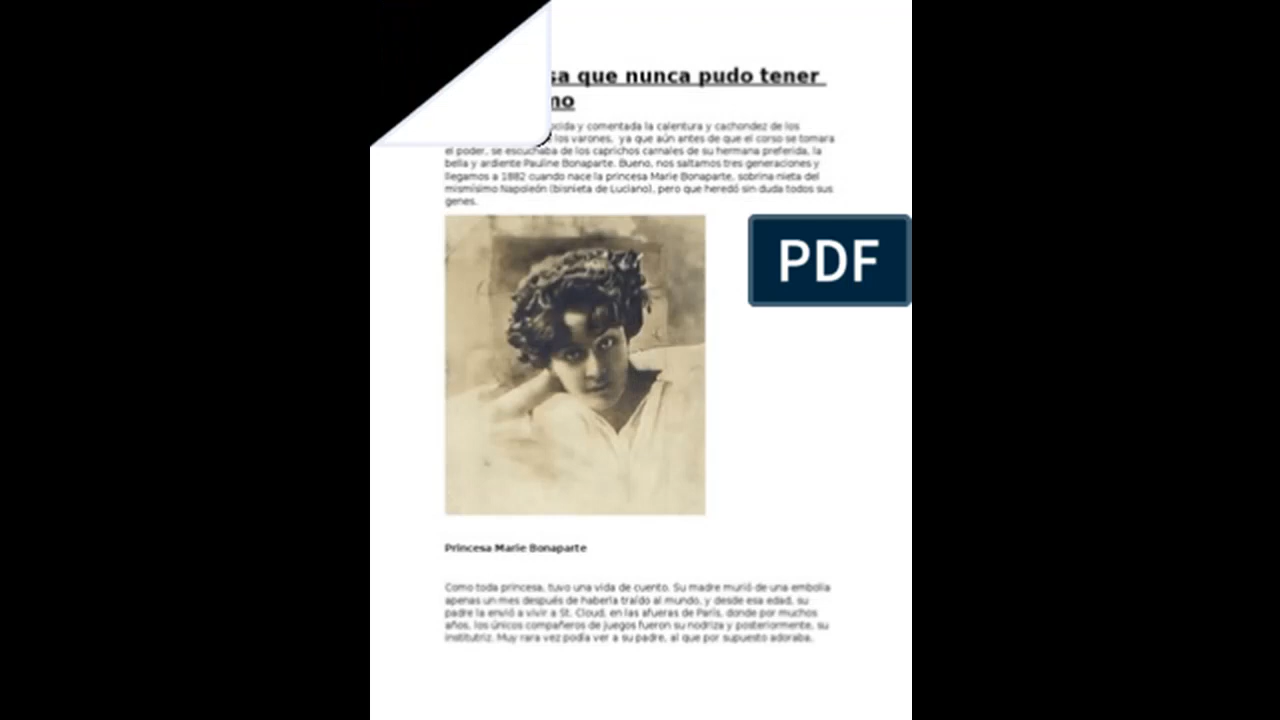 sa que nunca pudo tener
no
ocida y comentada la calentura y cachondez de los
los varones, ya que aún antes de que el corso se tomara
el poder, se escuchaba de los caprichos carnales de su hermana preferida, la
bella y ardiente Pauline Bonaparte. Bueno, nos saltamos tres generaciones y
llegamos a 1882 cuando nace la princesa Marie Bonaparte, sobrina nieta del
mismísimo Napoleón (bisnieta de Luciano), pero que heredó sin duda todos sus
genes.
PDF
Princesa Marie Bonaparte
Como toda princesa, tuvo una vida de cuento. Su madre murió de una embolia
apenas un mes después de haberla traído al mundo, y desde esa edad, su
padre la envió a vivir a St. Cloud, en las afueras de París, donde por muchos
años, los únicos compañeros de juegos fueron su nodriza y posteriormente, su
institutriz. Muy rara vez podía ver a su padre, al que por supuesto adoraba.